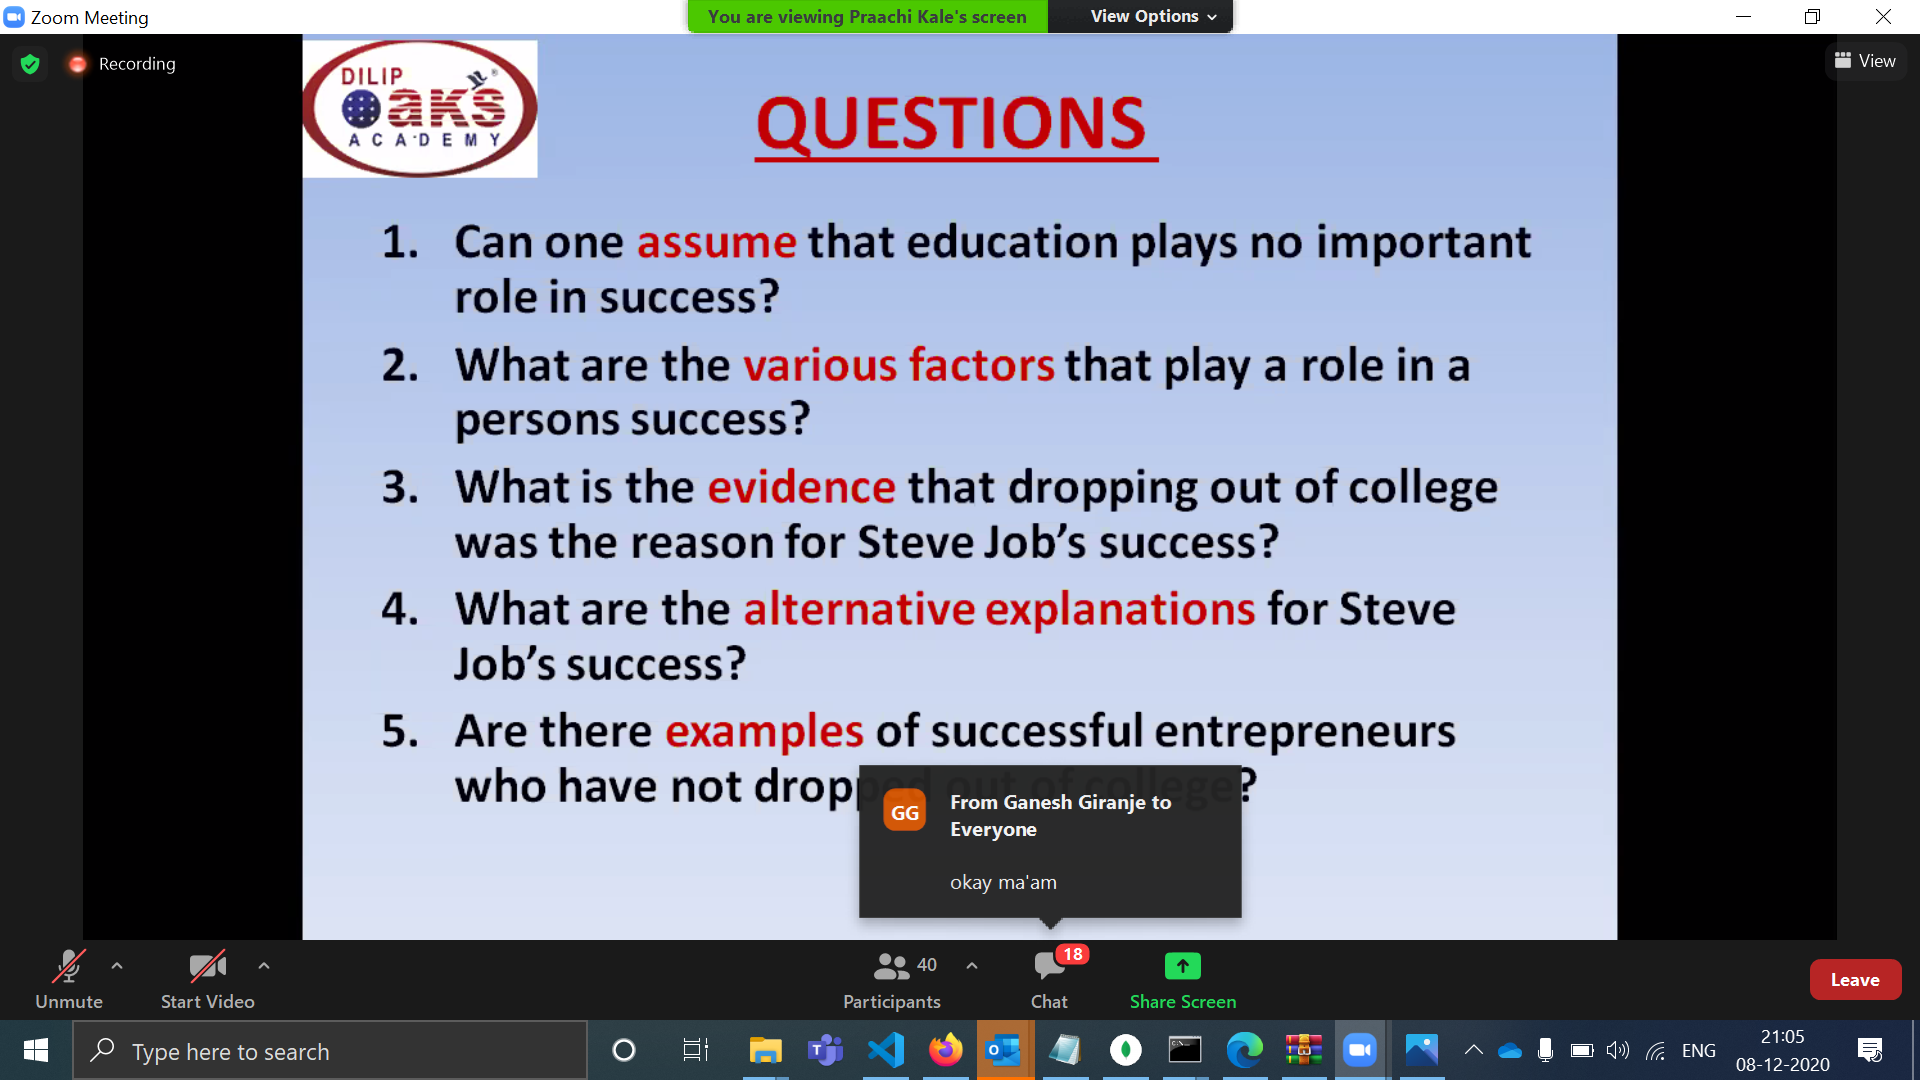 Zoom Meeting
You are viewing Praachi Kale's screen
View Options
Recording
View
DILIP
OaKS
ACADEMY
QUESTIONS
1. Can one assume that education plays no important
role in success?
2. What are the various factors that play a role in a
persons success?
3. What is the evidence that dropping out of college
was the reason for Steve Job's success?
4. What are the alternative explanations for Steve
Job's success?
5. Are there examples of successful entrepreneurs
who have not dropped out of college?
GG
From Ganesh Giranje to
Everyone
okay ma'am
Unmute
Start Video
40
Participants
18
Chat
Share Screen
Leave
Type here to search
ENG
21:05
08-12-2020